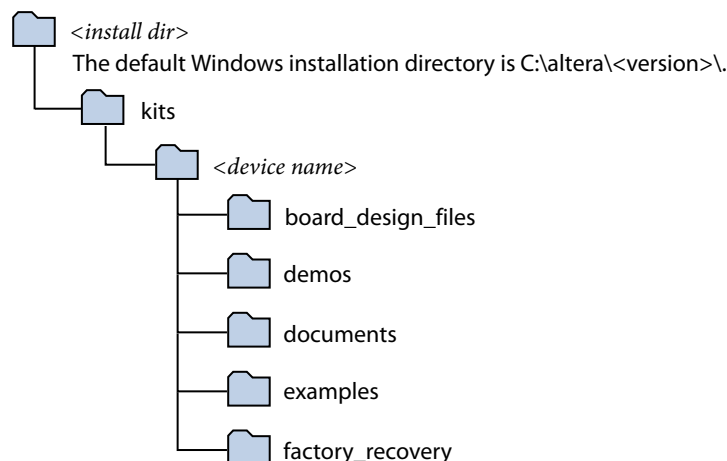 <install dir>
The default Windows installation directory is C:\altera\<version>\.
kits
<device name>
board_design_files
demos
documents
examples
factory_recovery